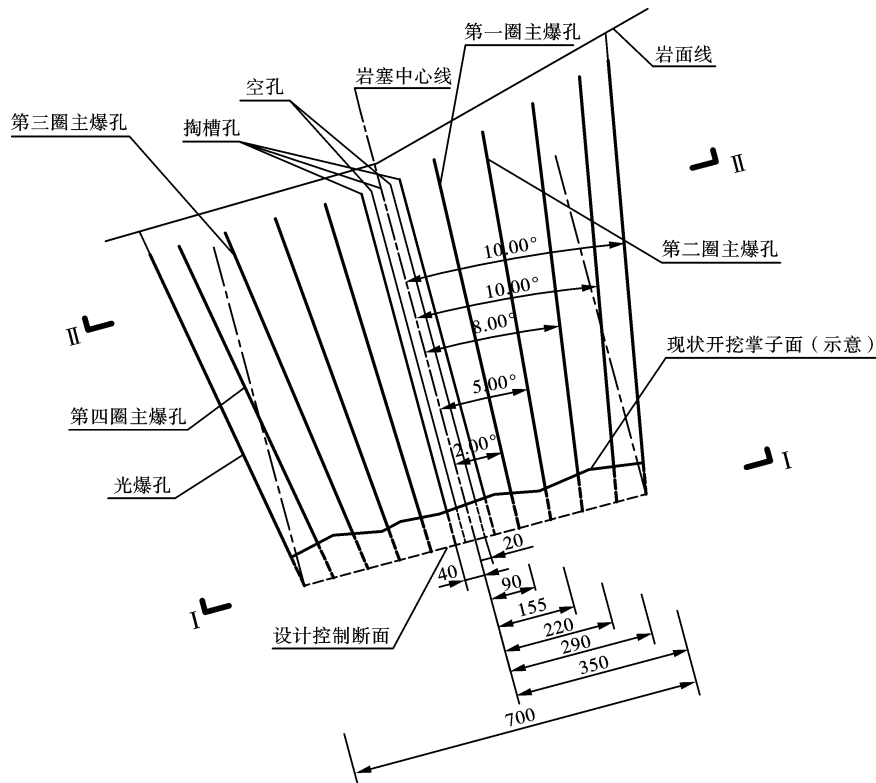 第一圈主爆孔
岩面线
岩塞中心线
空孔
第三圈主爆孔
掏槽孔
II
10.00°
第二圈主爆孔
10.00°
8.00°
II
现状开挖掌子面（示意）
5.00°
第四圈主爆孔
2.00°
I
光爆孔
20
40
90
I
155
设计控制断面
220
290
350
700